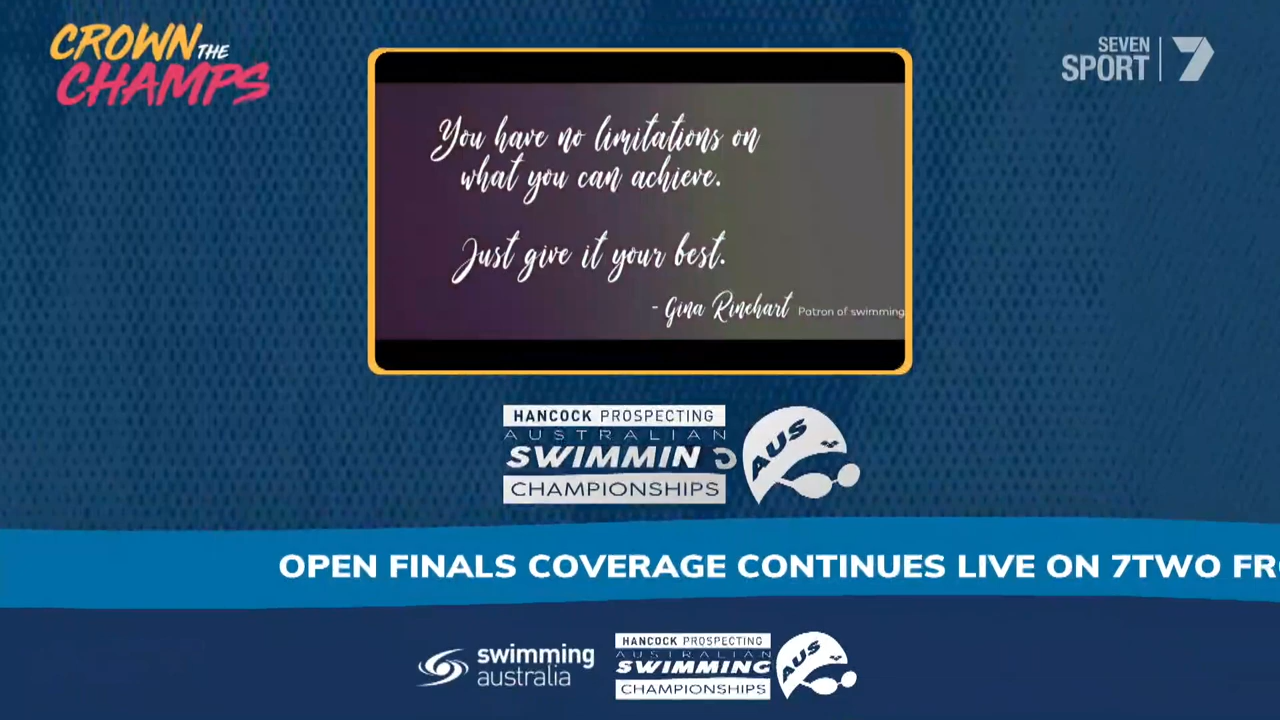 CROWN THE
CHAMPS
SEVEN
SPORT 7
You have no limitations on
what you can achieve.
Just give it your best.
- Gina Rinehart Patron of swimming
HANCOCK PROSPECTING
AUSTRALIAN
SWIMMING
CHAMPIONSHIPS
AUS
OPEN FINALS COVERAGE CONTINUES LIVE ON 7TWO
swimming
australia
HANCOCK PROSPECTING
AUSTRALIAN
SWIMMING
CHAMPIONSHIPS
AUS